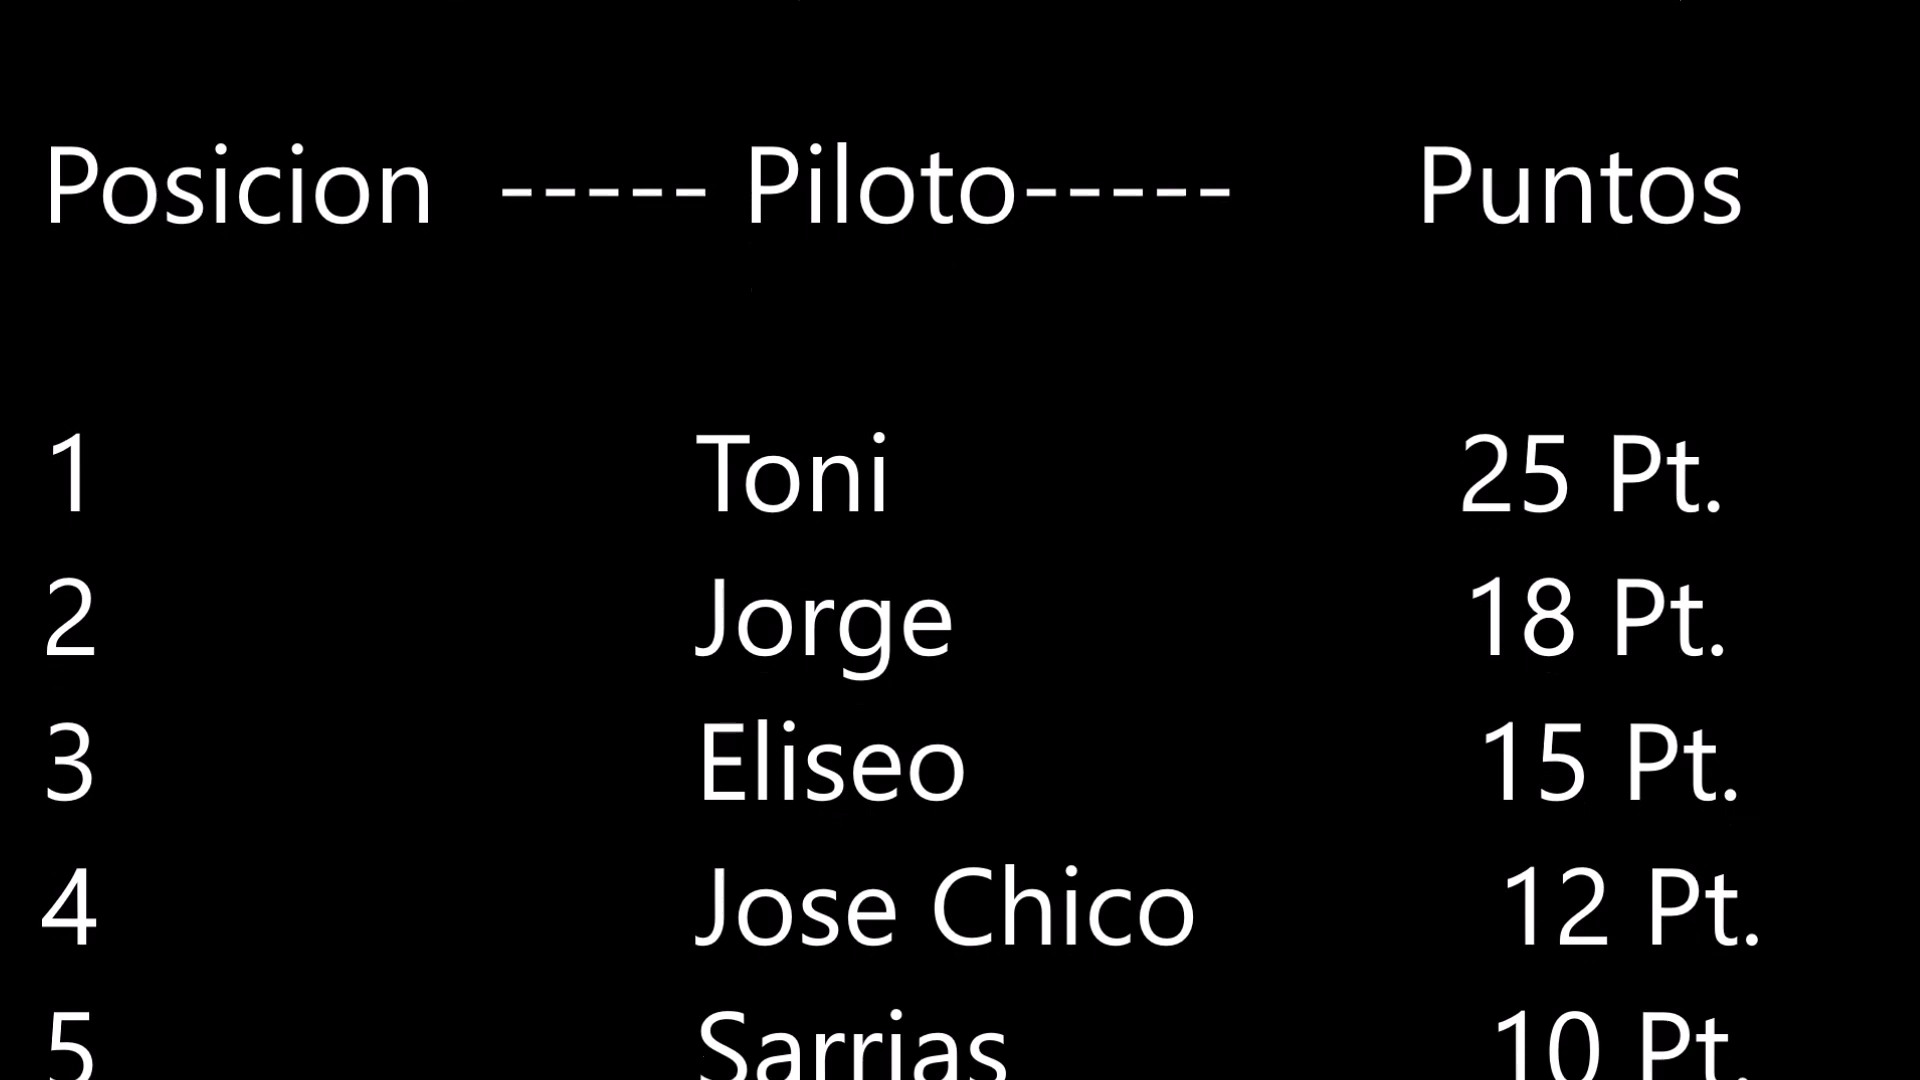 Posicion ----- Piloto----- Puntos
1 Toni 25 Pt.
2 Jorge 18 Pt.
3 Eliseo 15 Pt.
4 Jose Chico 12 Pt.
5 Sarrias 10 Pt.